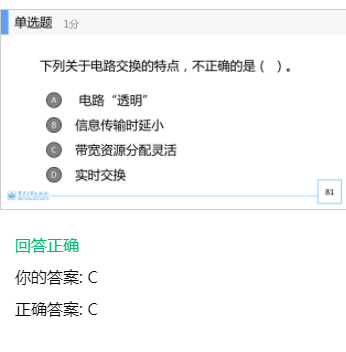 单选题 1分
下列关于电路交换的特点，不正确的是（ ）。
A 电路“透明”
B 信息传输时延小
C 带宽资源分配灵活
D 实时交换
81
回答正确
你的答案: C
正确答案: C